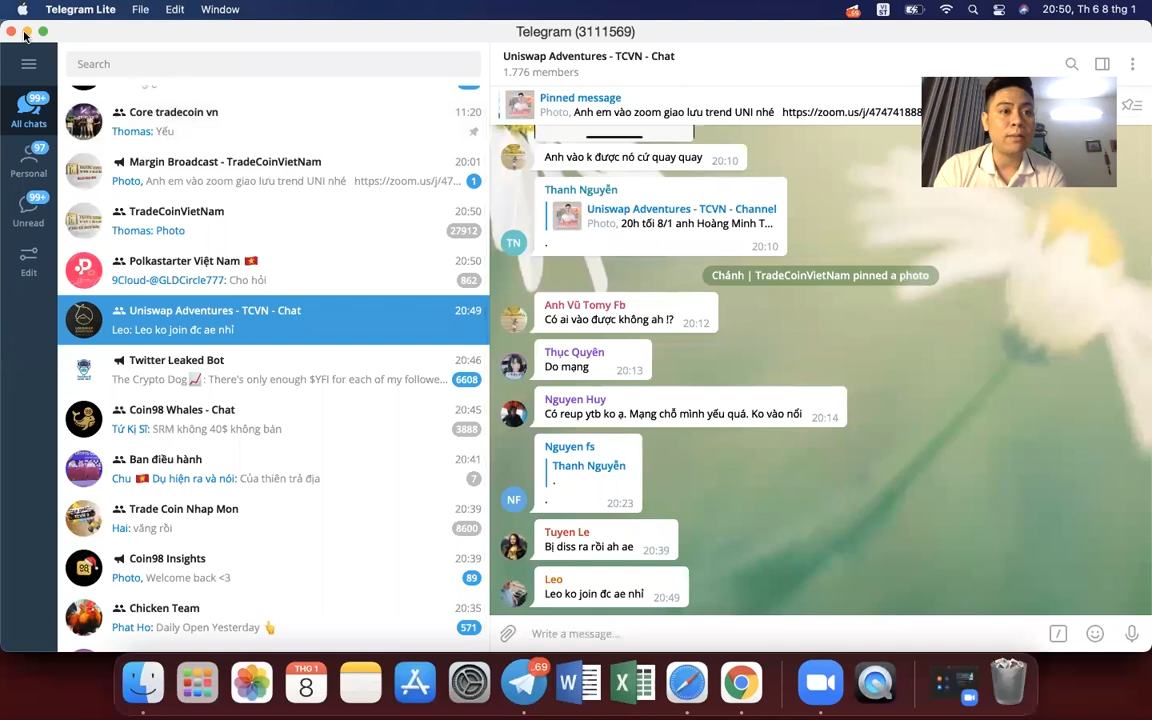 Telegram Lite File Edit Window
69
20:50, Th 6 8 thg 1
Telegram (3111569)
Search
99+
All chats
97
Personal
99+
Unread
Edit
Core tradecoin vn 11:20
Thomas: Yếu
Margin Broadcast - TradeCoinVietNam 20:01
Photo, Anh em vào zoom giao lưu trend UNI nhé https://zoom.us/j/47... 1
TradeCoinVietNam 20:50
Thomas: Photo 27912
Polkastarter Việt Nam 🇻🇳 20:50
9Cloud-@GLDCircle777: Cho hỏi 862
Uniswap Adventures - TCVN - Chat 20:49
Leo: Leo ko join đc ae nhỉ
Twitter Leaked Bot 20:46
The Crypto Dog📈: There's only enough $YFI for each of my followe... 6608
Coin98 Whales - Chat 20:45
Tứ Kị Sĩ: SRM không 40$ không bán 3888
Ban điều hành 20:41
Chu 🇻🇳 Dụ hiện ra và nói: Của thiên trả địa 7
Trade Coin Nhap Mon 20:39
Hai: văng rồi 8600
Coin98 Insights 20:39
Photo, Welcome back <3 89
Chicken Team 20:35
Phat Ho: Daily Open Yesterday 👆 571
Uniswap Adventures - TCVN - Chat
1.776 members
Pinned message
Photo, Anh em vào zoom giao lưu trend UNI nhé https://zoom.us/j/474741888
Anh vào k được nó cứ quay quay 20:10
Thanh Nguyễn
Uniswap Adventures - TCVN - Channel
Photo, 20h tối 8/1 anh Hoàng Minh T...
.
TN 20:10
Chánh | TradeCoinVietNam pinned a photo
Anh Vũ Tomy Fb
Có ai vào được không ah !? 20:12
Thục Quyên
Do mạng 20:13
Nguyen Huy
Có reup ytb ko ạ. Mạng chỗ mình yếu quá. Ko vào nổi 20:14
Nguyen fs
Thanh Nguyễn
.
.
NF 20:23
Tuyen Le
Bị diss ra rồi ah ae 20:39
Leo
Leo ko join đc ae nhỉ 20:49
Write a message...
THG 1
8
.69
W
X